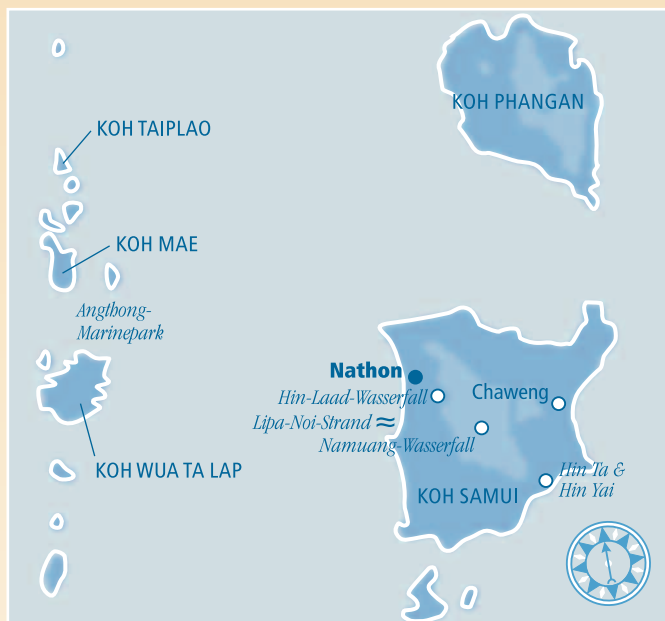 KOH PHANGAN
KOH TAIPLAO
KOH MAE
Angthong-
Marinepark
Nathon
Hin-Laad-Wasserfall
Chaweng
Lipa-Noi-Strand
Namuang-Wasserfall
KOH WUA TA LAP
Hin Ta &
Hin Yai
KOH SAMUI